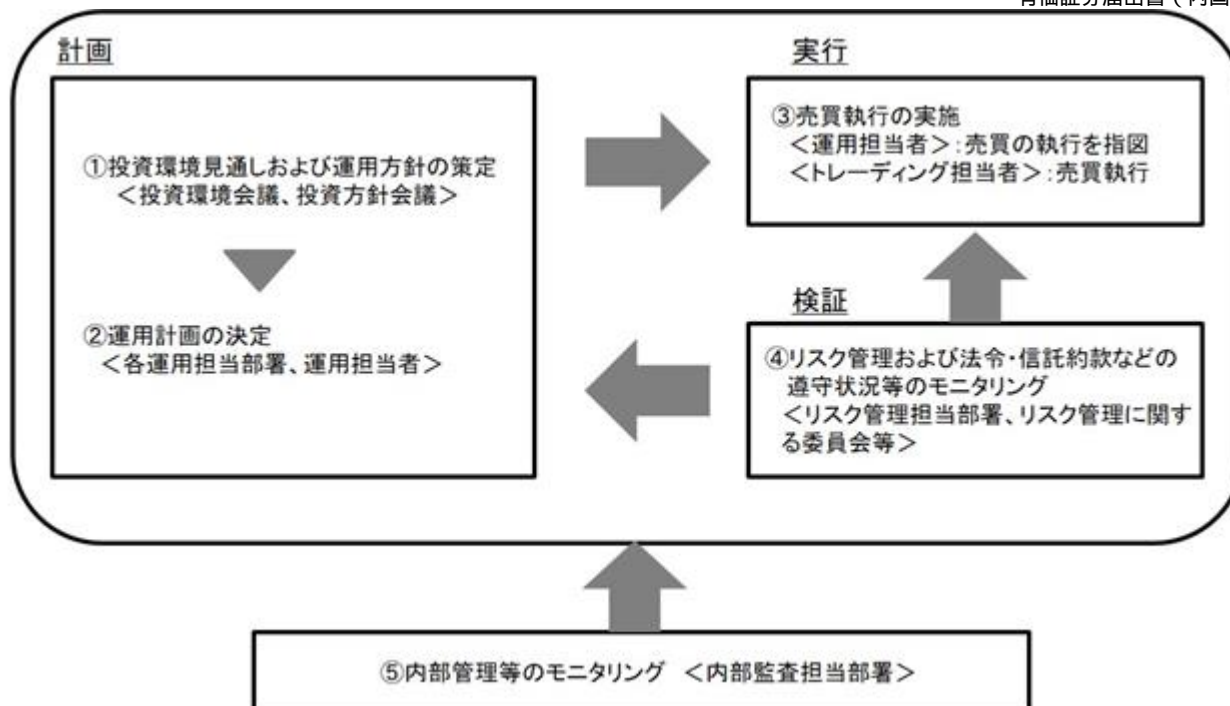 計画
①投資環境見通しおよび運用方針の策定
＜投資環境会議、投資方針会議＞
②運用計画の決定
＜各運用担当部署、運用担当者＞
実行
③売買執行の実施
＜運用担当者＞：売買の執行を指図
＜トレーディング担当者＞：売買執行
検証
④リスク管理および法令・信託約款などの
遵守状況等のモニタリング
＜リスク管理担当部署、リスク管理に関す
る委員会等＞
⑤内部管理等のモニタリング　＜内部監査担当部署＞